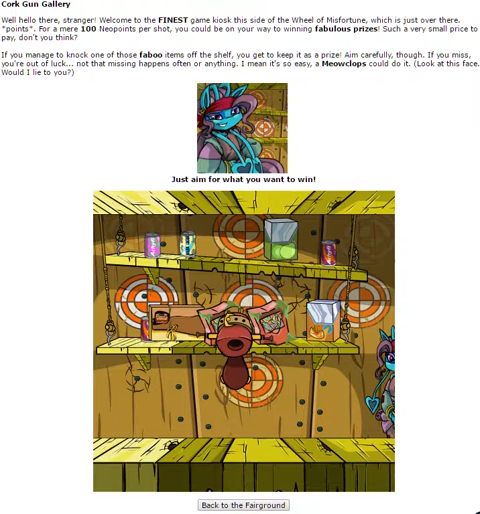 Cork Gun Gallery
Well hello there, stranger! Welcome to the FINEST game kiosk this side of the Wheel of Misfortune, which is just over there.
*points*. For a mere 100 Neopoints per shot, you could be on your way to winning fabulous prizes! Such a very small price to
pay, don't you think?
If you manage to knock one of those faboo items off the shelf, you get to keep it as a prize! Aim carefully, though. If you miss,
you're out of luck... not that missing happens often or anything. I mean it's so easy, a Meowclops could do it. (Look at this face.
Would I lie to you?)
Just aim for what you want to win!
Back to the Fairground